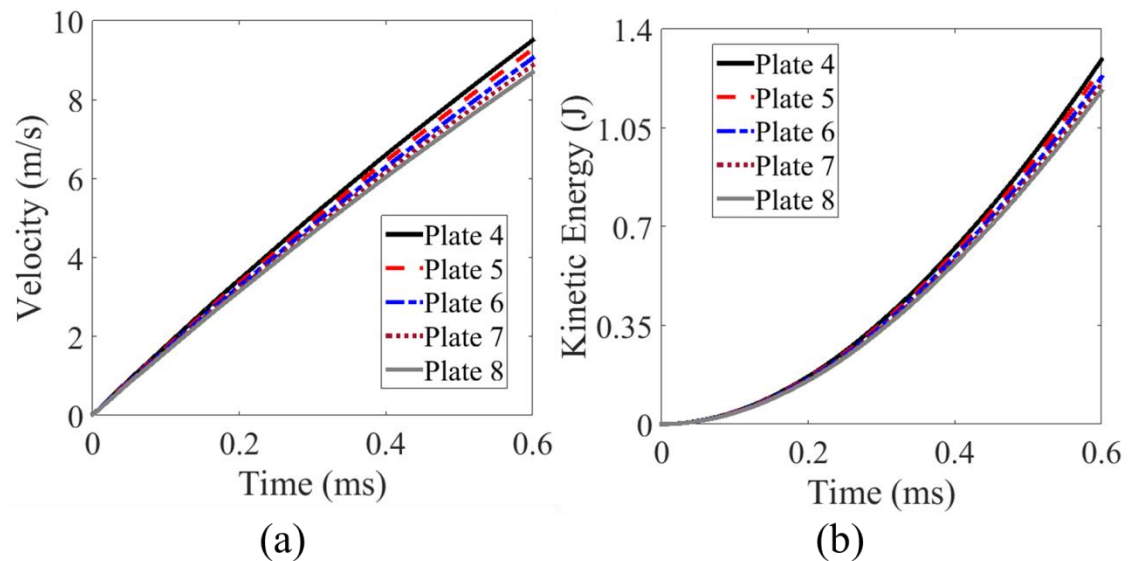 10
8
6
4
2
0
Velocity (m/s)
Plate 4
Plate 5
Plate 6
Plate 7
Plate 8
0
0.2
0.4
0.6
Time (ms)
(a)
1.4
1.05
0.7
0.35
0
Kinetic Energy (J)
Plate 4
Plate 5
Plate 6
Plate 7
Plate 8
0
0.2
0.4
0.6
Time (ms)
(b)